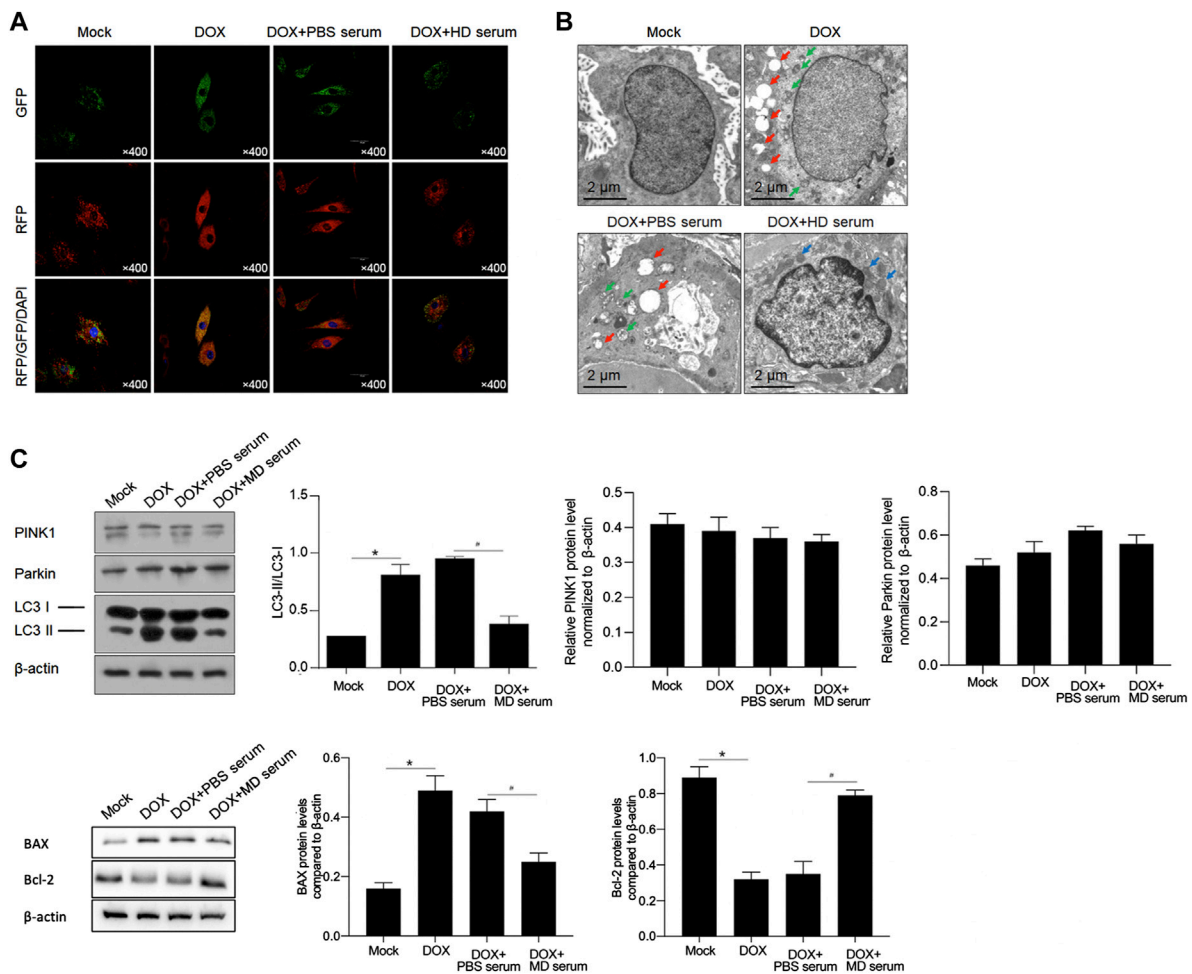 A
Mock
DOX
DOX+PBS serum
DOX+HD serum
GFP
×400
×400
×400
×400
RFP
×400
×400
×400
×400
RFP/GFP/DAPI
×400
×400
×400
×400
B
Mock
DOX
2 µm
2 µm
DOX+PBS serum
DOX+HD serum
2 µm
2 µm
C
Mock
DOX
DOX+PBS serum
DOX+MD serum
PINK1
Parkin
LC3 I
LC3 II
β-actin
LC3-II/LC3-I
1.5
1.0
0.5
0.0
*
#
Mock
DOX
DOX+
PBS serum
DOX+
MD serum
Relative PINK1 protein level
normalized to β-actin
0.5
0.4
0.3
0.2
0.1
0.0
Mock
DOX
DOX+
PBS serum
DOX+
MD serum
Relative Parkin protein level
normalized to β-actin
0.8
0.6
0.4
0.2
0.0
Mock
DOX
DOX+
PBS serum
DOX+
MD serum
Mock
DOX
DOX+PBS serum
DOX+MD serum
BAX
Bcl-2
β-actin
BAX protein levels
compared to β-actin
0.6
0.4
0.2
0.0
*
#
Mock
DOX
DOX+
PBS serum
DOX+
MD serum
Bcl-2 protein levels
compared to β-actin
1.0
0.8
0.6
0.4
0.2
0.0
*
#
Mock
DOX
DOX+
PBS serum
DOX+
MD serum